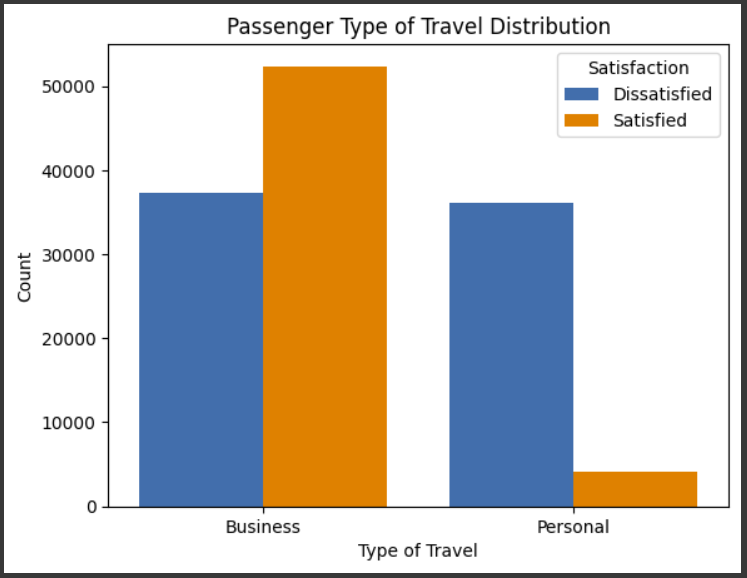 Passenger Type of Travel Distribution
Satisfaction
Dissatisfied
Satisfied
50000
40000
30000
20000
10000
0
Count
Business
Personal
Type of Travel